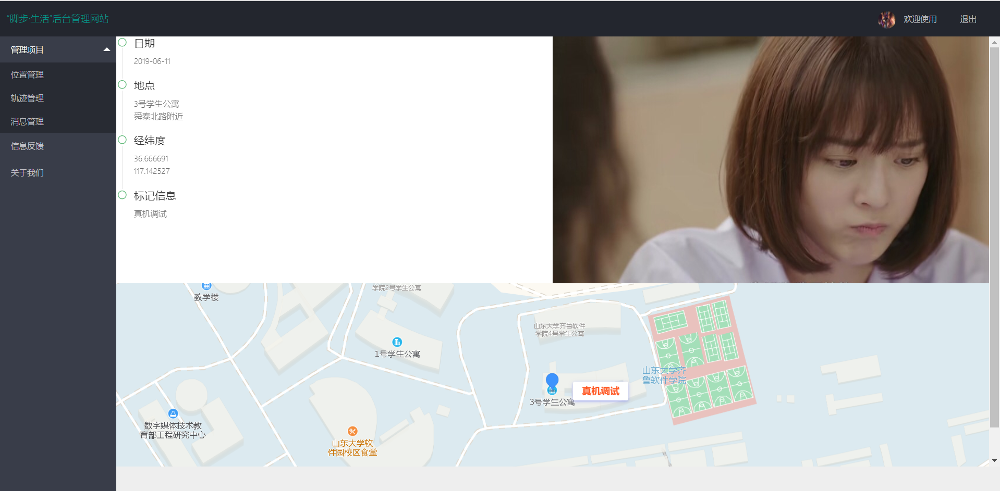 “脚步·生活”后台管理网站
欢迎使用
退出
管理项目
位置管理
轨迹管理
消息管理
信息反馈
关于我们
日期
2019-06-11
地点
3号学生公寓
舜泰北路附近
经纬度
36.666691
117.142527
标记信息
真机调试
教学楼
学院2号学生公寓
山东大学齐鲁软件
学院4号学生公寓
1号学生公寓
山东大学齐
鲁软件学院
真机调试
3号学生公寓
数字媒体技术教
育部工程研究中心
山东大学软
件园校区食堂